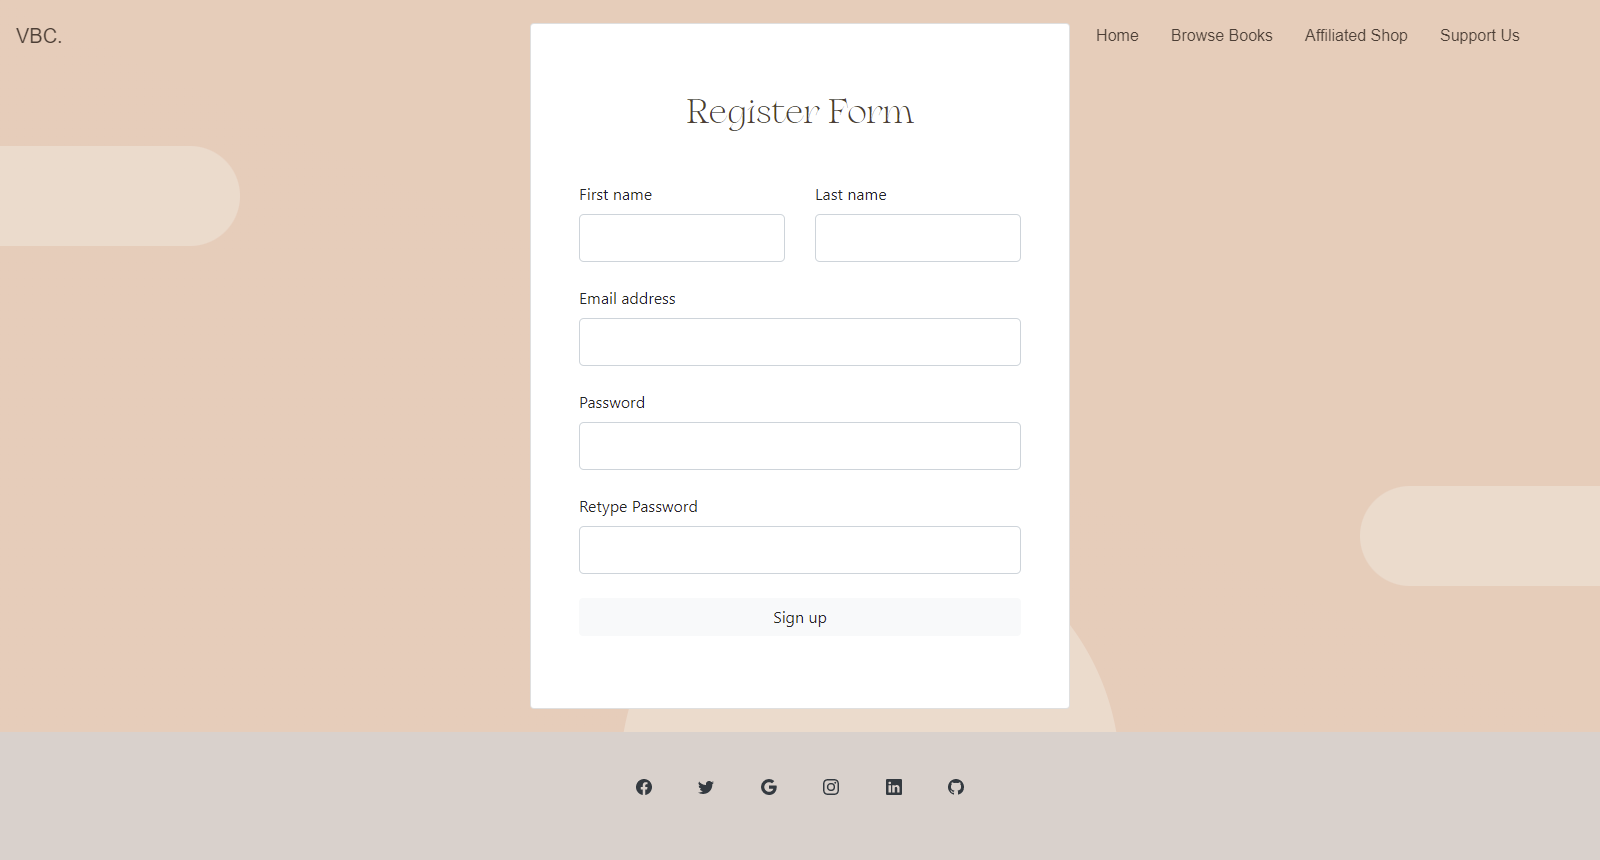 VBC.
Home Browse Books Affiliated Shop Support Us
Register Form
First name Last name
Email address
Password
Retype Password
Sign up